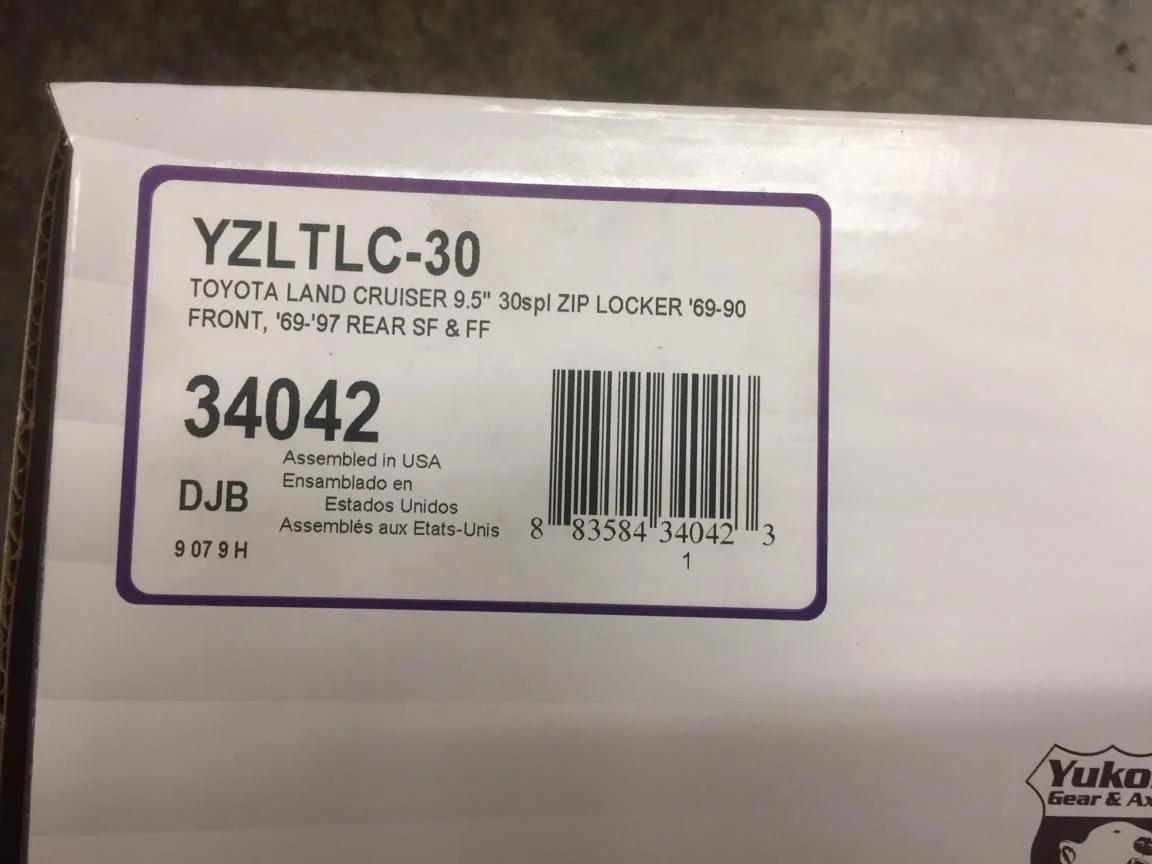 YZLTLC-30
TOYOTA LAND CRUISER 9.5" 30spl ZIP LOCKER '69-90
FRONT, '69-'97 REAR SF & FF
34042
Assembled in USA
Ensamblado en
Estados Unidos
Assemblés aux Etats-Unis
DJB
9 07 9 H
8 83584 34042 3
1
Yuko
Gear & Ax